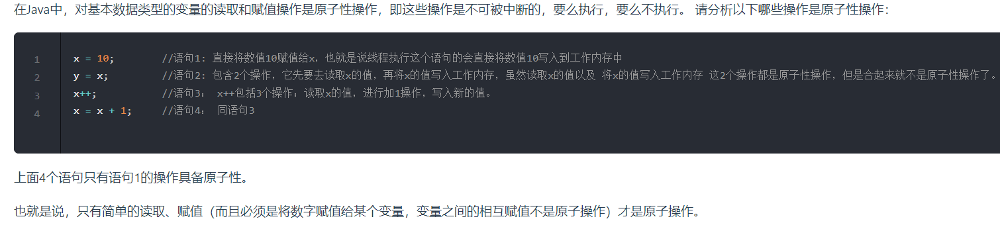 在Java中，对基本数据类型的变量的读取和赋值操作是原子性操作，即这些操作是不可被中断的，要么执行，要么不执行。 请分析以下哪些操作是原子性操作：
1 x = 10; //语句1: 直接将数值10赋值给x，也就是说线程执行这个语句的会直接将数值10写入到工作内存中
2 y = x; //语句2: 包含2个操作，它先要去读取x的值，再将x的值写入工作内存，虽然读取x的值以及 将x的值写入工作内存 这2个操作都是原子性操作，但是合起来就不是原子性操作了。
3 x++; //语句3： x++包括3个操作：读取x的值，进行加1操作，写入新的值。
4 x = x + 1; //语句4： 同语句3
上面4个语句只有语句1的操作具备原子性。
也就是说，只有简单的读取、赋值（而且必须是将数字赋值给某个变量，变量之间的相互赋值不是原子操作）才是原子操作。